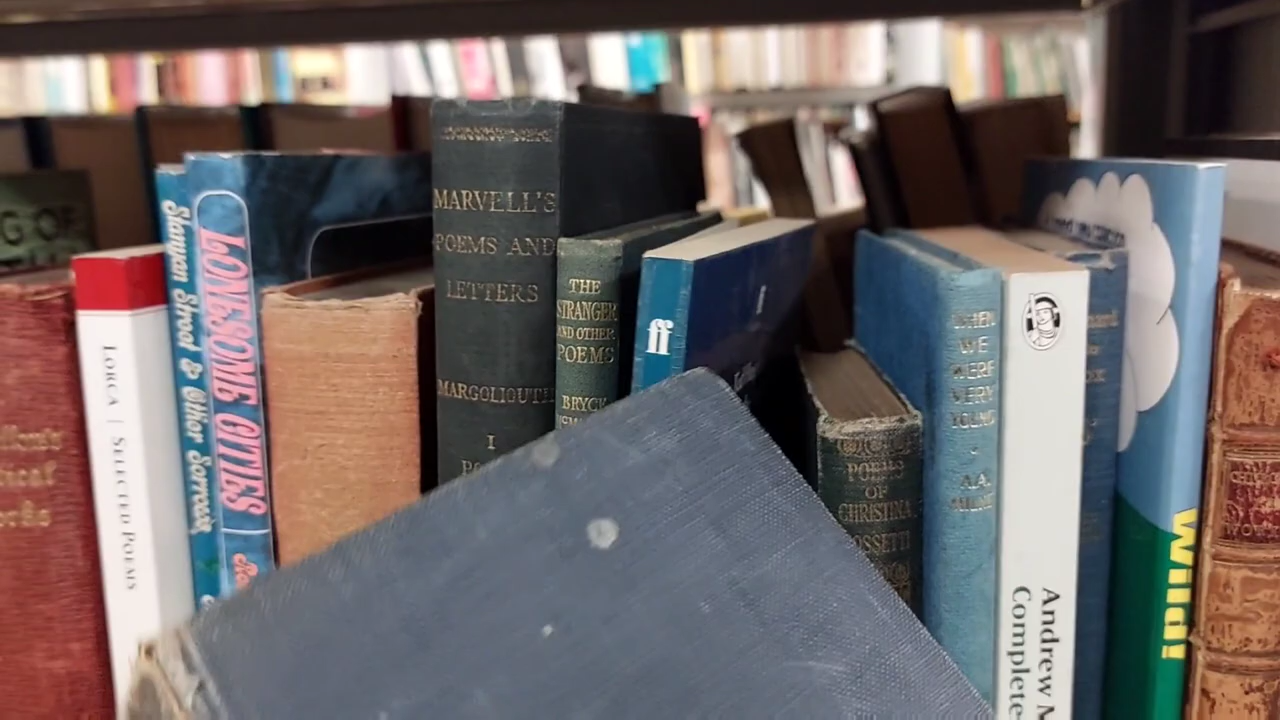 LORCA | SELECTED POEMS
Stanyan Street & Other Sorrows
LONESOME CITIES
MARVELL'S
POEMS AND
LETTERS
MARGOLIOUTH
I
THE
STRANGER
AND OTHER
POEMS
BRYCK
ff
POEMS
OF
CHRISTINA
ROSSETTI
WHEN
WE
WERE
VERY
YOUNG
A.A.
MILNE
Andrew M
Complete
Wild!